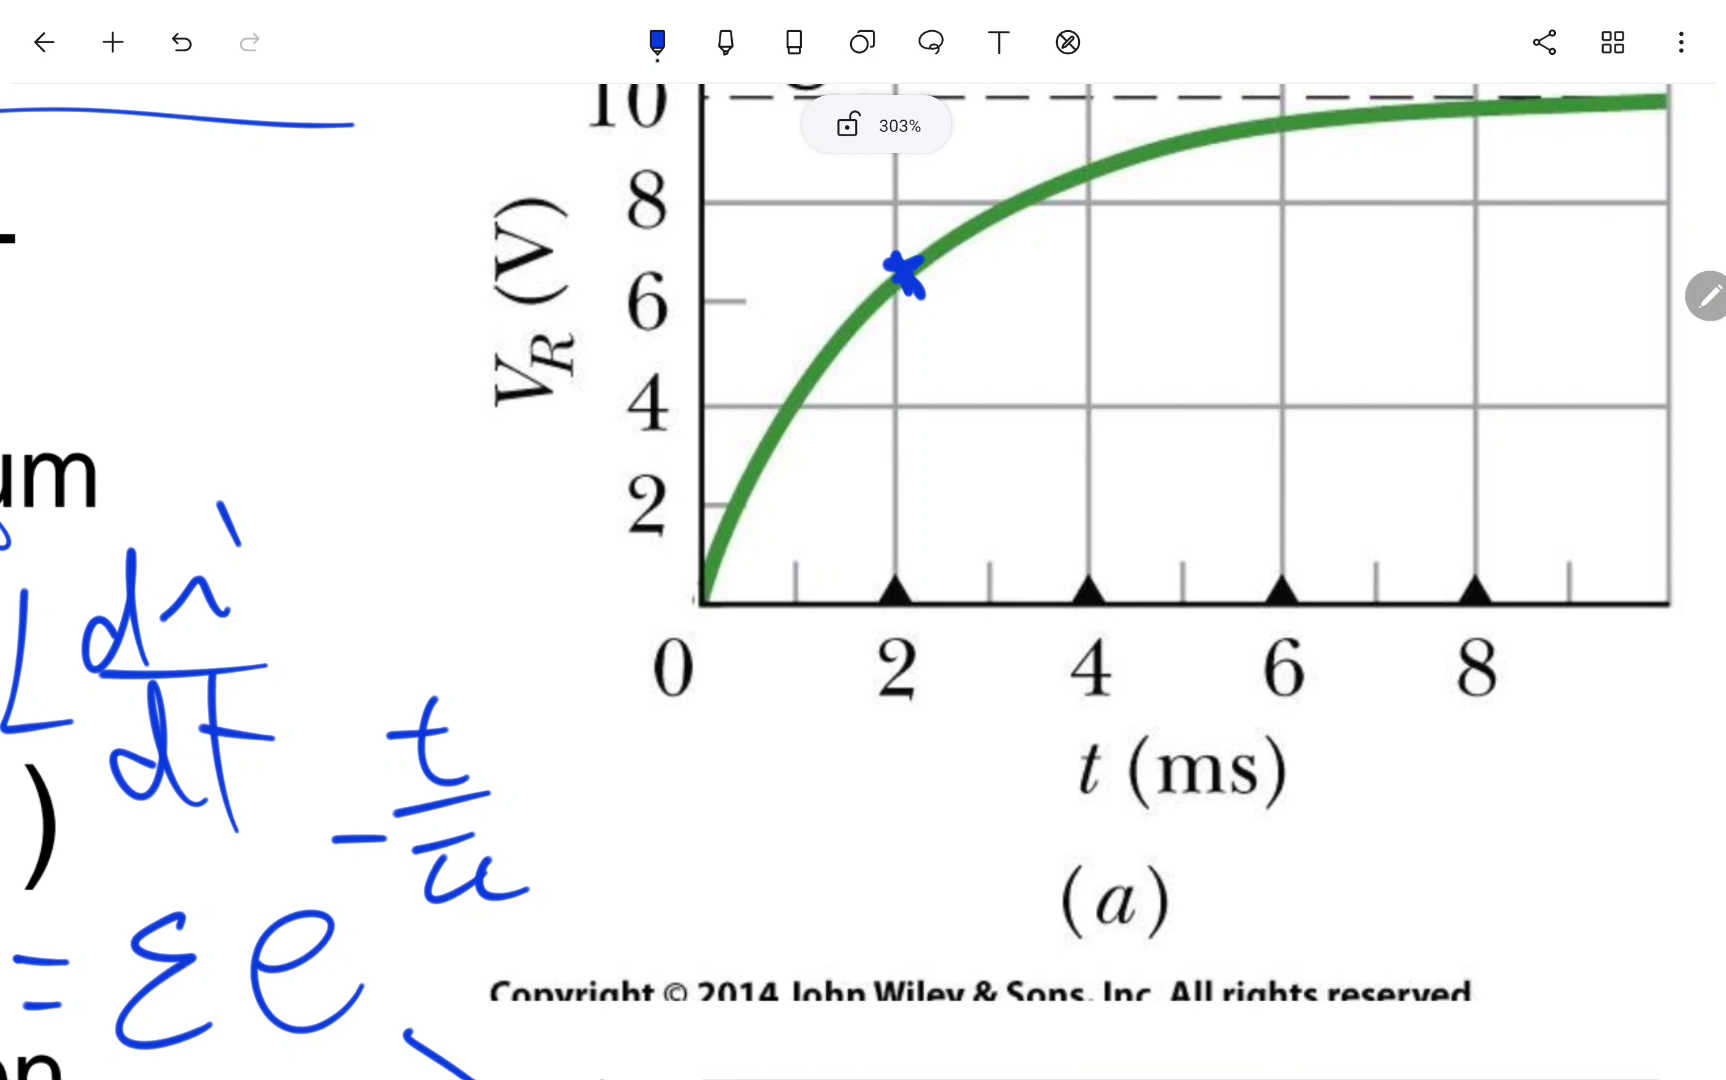 303%
10
8
6
4
2
V_R (V)
0 2 4 6 8
t (ms)
(a)
Copyright © 2014 John Wiley & Sons, Inc. All rights reserved
um
L di/dt
)
= ε e
T